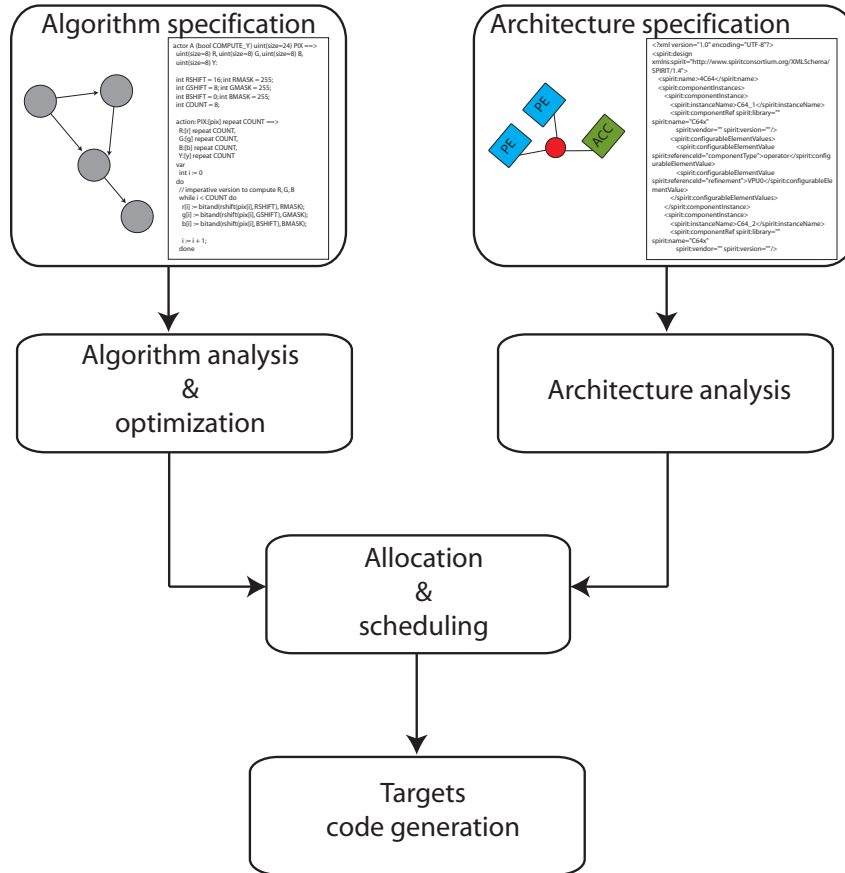 Algorithm specification
actor A (bool COMPUTE_Y) uint(size=24) PIX ==>
uint(size=8) R, uint(size=8) G, uint(size=8) B,
uint(size=8) Y:
int RSHIFT = 16; int RMASK = 255;
int GSHIFT = 8; int GMASK = 255;
int BSHIFT = 0; int BMASK = 255;
int COUNT = 8;
action: PIX:[pix] repeat COUNT ==>
R:[r] repeat COUNT,
G:[g] repeat COUNT,
B:[b] repeat COUNT,
Y:[y] repeat COUNT
var
int i := 0
do
// imperative version to compute R, G, B
while i < COUNT do
r[i] := bitand(rshift(pix[i], RSHIFT), RMASK);
g[i] := bitand(rshift(pix[i], GSHIFT), GMASK);
b[i] := bitand(rshift(pix[i], BSHIFT), BMASK);
i := i + 1;
done
Architecture specification
PE
PE
ACC
<?xml version="1.0" encoding="UTF-8"?>
<spirit:design
xmlns:spirit="http://www.spiritconsortium.org/XMLSchema/
SPIRIT/1.4">
<spirit:name>4C64</spirit:name>
<spirit:componentInstances>
<spirit:componentInstance>
<spirit:instanceName>C64_1</spirit:instanceName>
<spirit:componentRef spirit:library=""
spirit:name="C64x"
spirit:vendor="" spirit:version=""/>
<spirit:configurableElementValues>
<spirit:configurableElementValue
spirit:referenceId="componentType">operator</spirit:config
urableElementValue>
<spirit:configurableElementValue
spirit:referenceId="refinement">VPU0</spirit:configurableEle
mentValue>
</spirit:configurableElementValues>
</spirit:componentInstance>
<spirit:componentInstance>
<spirit:instanceName>C64_2</spirit:instanceName>
<spirit:componentRef spirit:library=""
spirit:name="C64x"
spirit:vendor="" spirit:version=""/>
Algorithm analysis
&
optimization
Architecture analysis
Allocation
&
scheduling
Targets
code generation